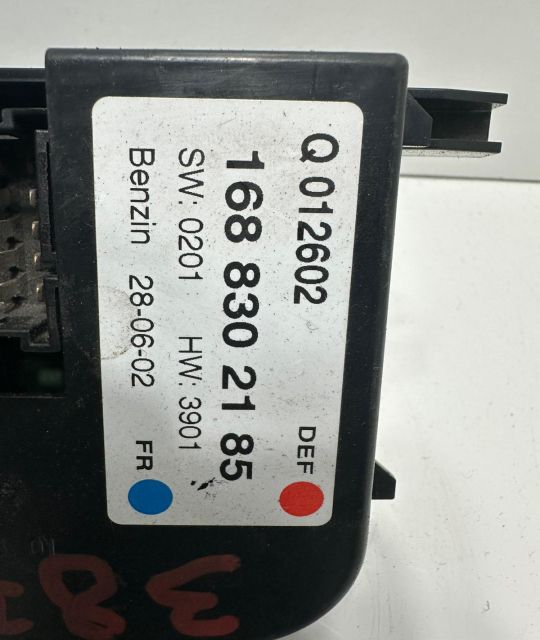 Q 012602 DEF
168 830 21 85
SW: 0201 HW: 3901
Benzin 28-06-02 FR